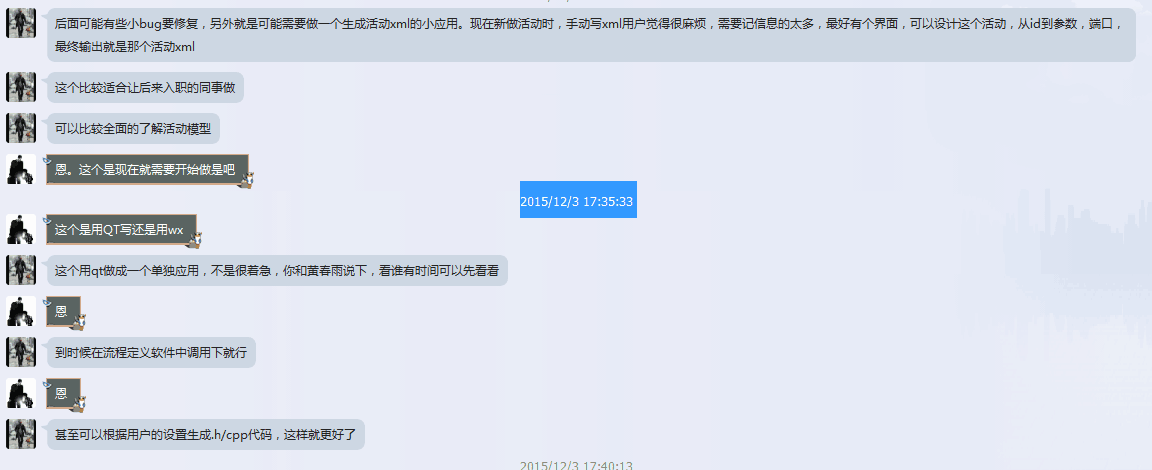 后面可能有些小bug要修复，另外就是可能需要做一个生成活动xml的小应用。现在新做活动时，手动写xml用户觉得很麻烦，需要记信息的太多，最好有个界面，可以设计这个活动，从id到参数，端口，
最终输出就是那个活动xml
这个比较适合让后来入职的同事做
可以比较全面的了解活动模型
恩。这个是现在就需要开始做是吧
2015/12/3 17:35:33
这个是用QT写还是用wx
这个用qt做成一个单独应用，不是很着急，你和黄春雨说下，看谁有时间可以先看看
恩
到时候在流程定义软件中调用下就行
恩
甚至可以根据用户的设置生成.h/cpp代码，这样就更好了
2015/12/3 17:40:13